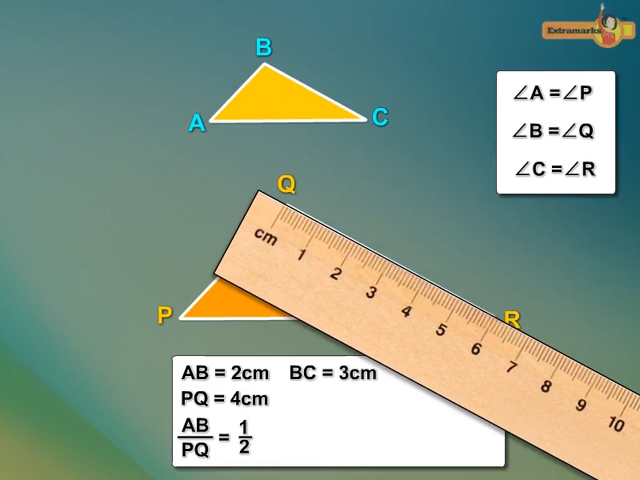 Extramarks
B
A
C
∠A =∠P
∠B =∠Q
∠C =∠R
Q
cm 1 2 3 4 5 6 7 8 9 10
P
R
AB = 2cm BC = 3cm
PQ = 4cm
AB/PQ = 1/2